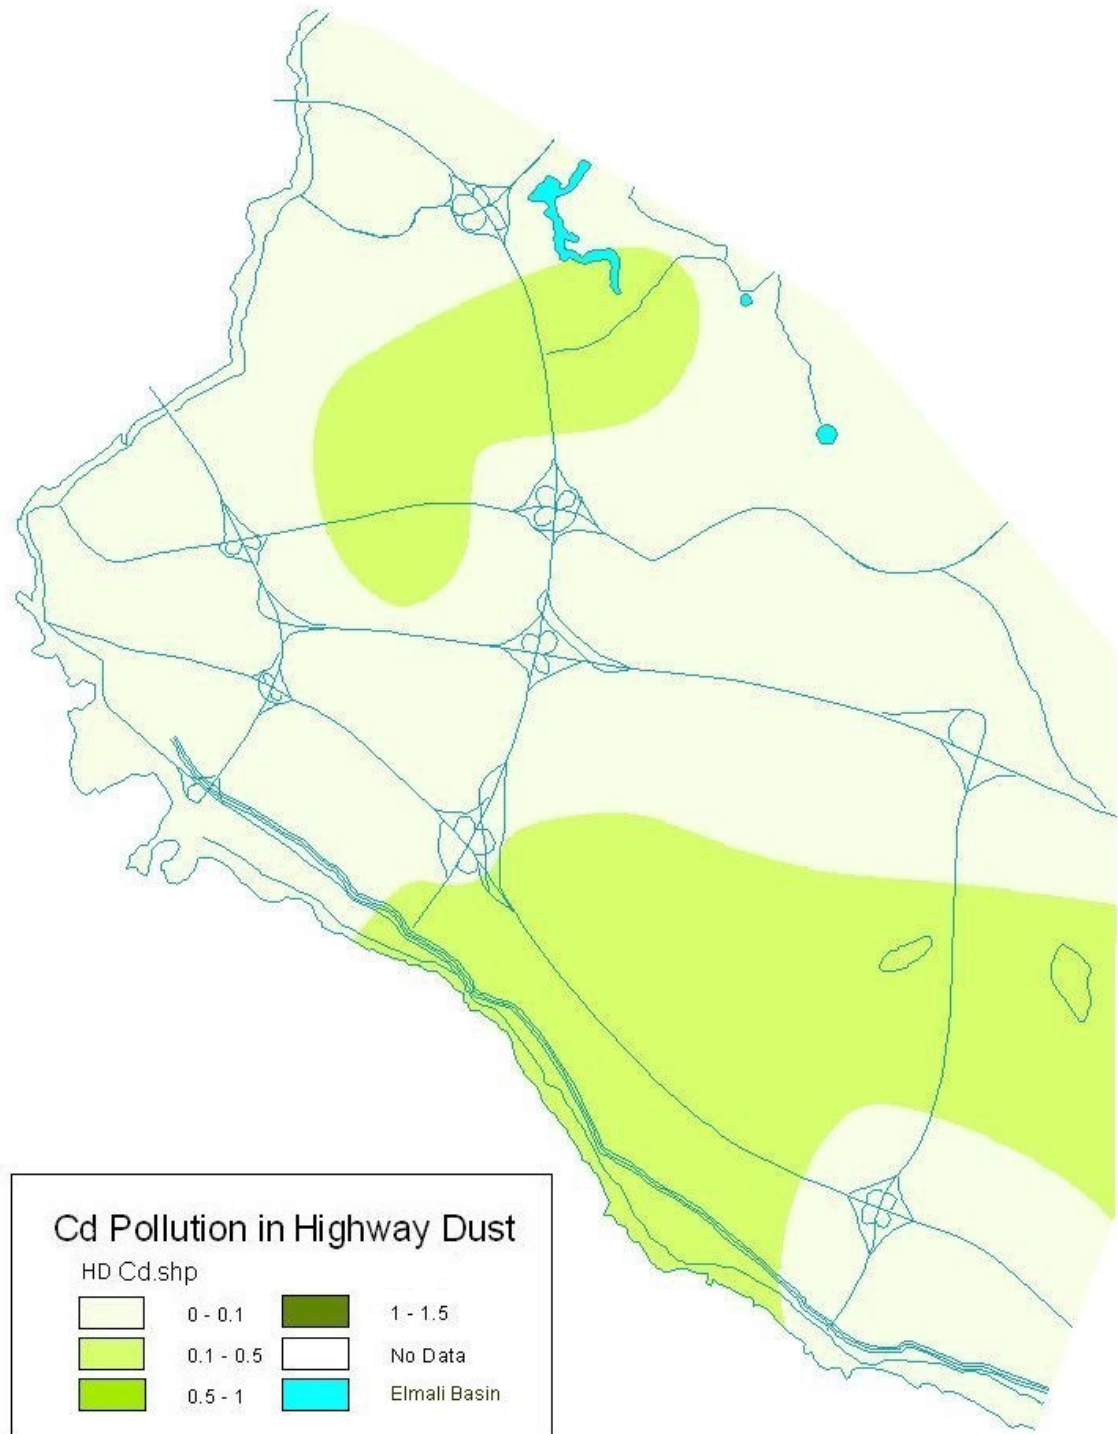 Cd Pollution in Highway Dust
HD Cd.shp
0 - 0.1
0.1 - 0.5
0.5 - 1
1 - 1.5
No Data
Elmali Basin